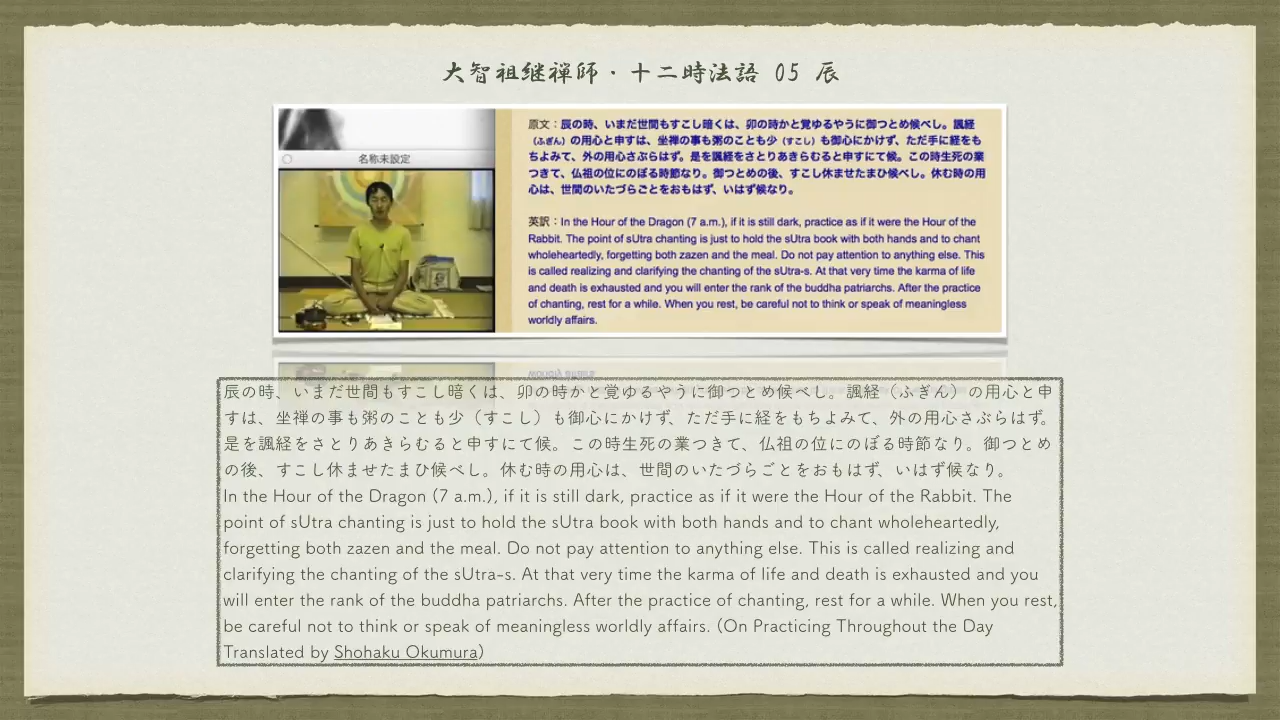 大智祖継禅師・十二時法語 05 辰
名称未設定
原文：辰の時、いまだ世間もすこし暗くは、卯の時かと覚ゆるやうに御つとめ候べし。諷経
（ふぎん）の用心と申すは、坐禅の事も粥のことも少（すこし）も御心にかけず、ただ手に経をも
ちよみて、外の用心さぶらはず。是を諷経をさとりあきらむると申すにて候。この時生死の業
つきて、仏祖の位にのぼる時節なり。御つとめの後、すこし休ませたまひ候べし。休む時の用
心は、世間のいたづらごとをおもはず、いはず候なり。
英訳：In the Hour of the Dragon (7 a.m.), if it is still dark, practice as if it were the Hour of the
Rabbit. The point of sUtra chanting is just to hold the sUtra book with both hands and to chant
wholeheartedly, forgetting both zazen and the meal. Do not pay attention to anything else. This
is called realizing and clarifying the chanting of the sUtra-s. At that very time the karma of life
and death is exhausted and you will enter the rank of the buddha patriarchs. After the practice
of chanting, rest for a while. When you rest, be careful not to think or speak of meaningless
worldly affairs.
辰の時、いまだ世間もすこし暗くは、卯の時かと覚ゆるやうに御つとめ候べし。諷経（ふぎん）の用心と申
すは、坐禅の事も粥のことも少（すこし）も御心にかけず、ただ手に経をもちよみて、外の用心さぶらはず。
是を諷経をさとりあきらむると申すにて候。この時生死の業つきて、仏祖の位にのぼる時節なり。御つとめ
の後、すこし休ませたまひ候べし。休む時の用心は、世間のいたづらごとをおもはず、いはず候なり。
In the Hour of the Dragon (7 a.m.), if it is still dark, practice as if it were the Hour of the Rabbit. The
point of sUtra chanting is just to hold the sUtra book with both hands and to chant wholeheartedly,
forgetting both zazen and the meal. Do not pay attention to anything else. This is called realizing and
clarifying the chanting of the sUtra-s. At that very time the karma of life and death is exhausted and you
will enter the rank of the buddha patriarchs. After the practice of chanting, rest for a while. When you rest,
be careful not to think or speak of meaningless worldly affairs. (On Practicing Throughout the Day
Translated by Shohaku Okumura)